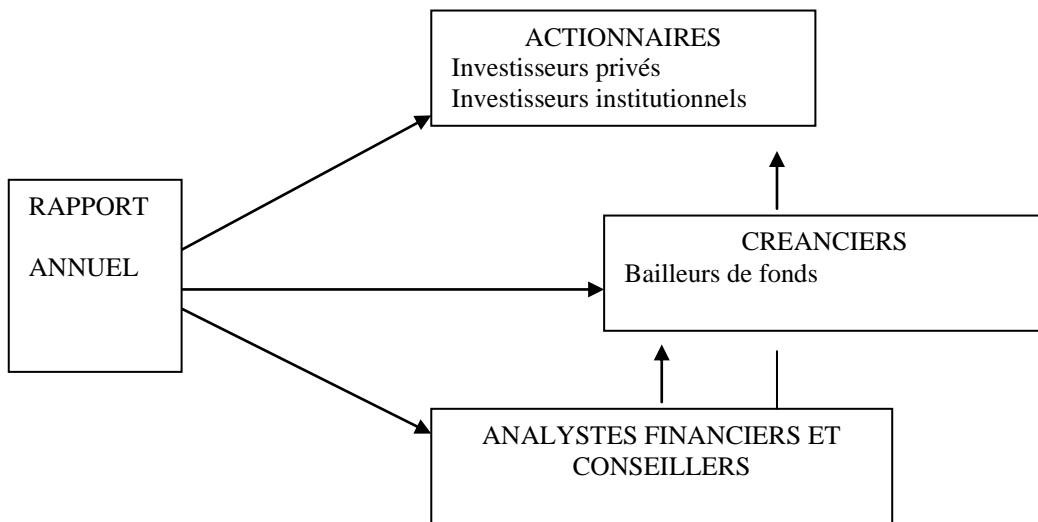 ACTIONNAIRES
Investisseurs privés
Investisseurs institutionnels
RAPPORT
ANNUEL
CREANCIERS
Bailleurs de fonds
ANALYSTES FINANCIERS ET
CONSEILLERS